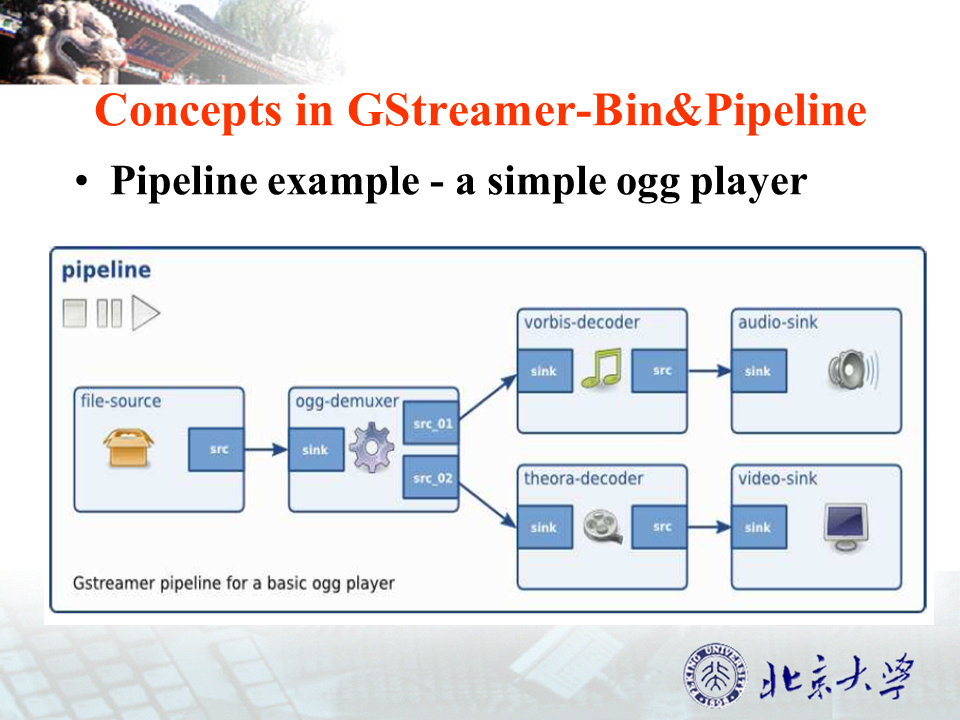 Concepts in GStreamer-Bin&Pipeline
• Pipeline example - a simple ogg player
pipeline
vorbis-decoder
sink
src
audio-sink
sink
file-source
src
ogg-demuxer
sink
src_01
src_02
theora-decoder
sink
src
video-sink
sink
Gstreamer pipeline for a basic ogg player
PEKING UNIVERSITY
1898
北京大学